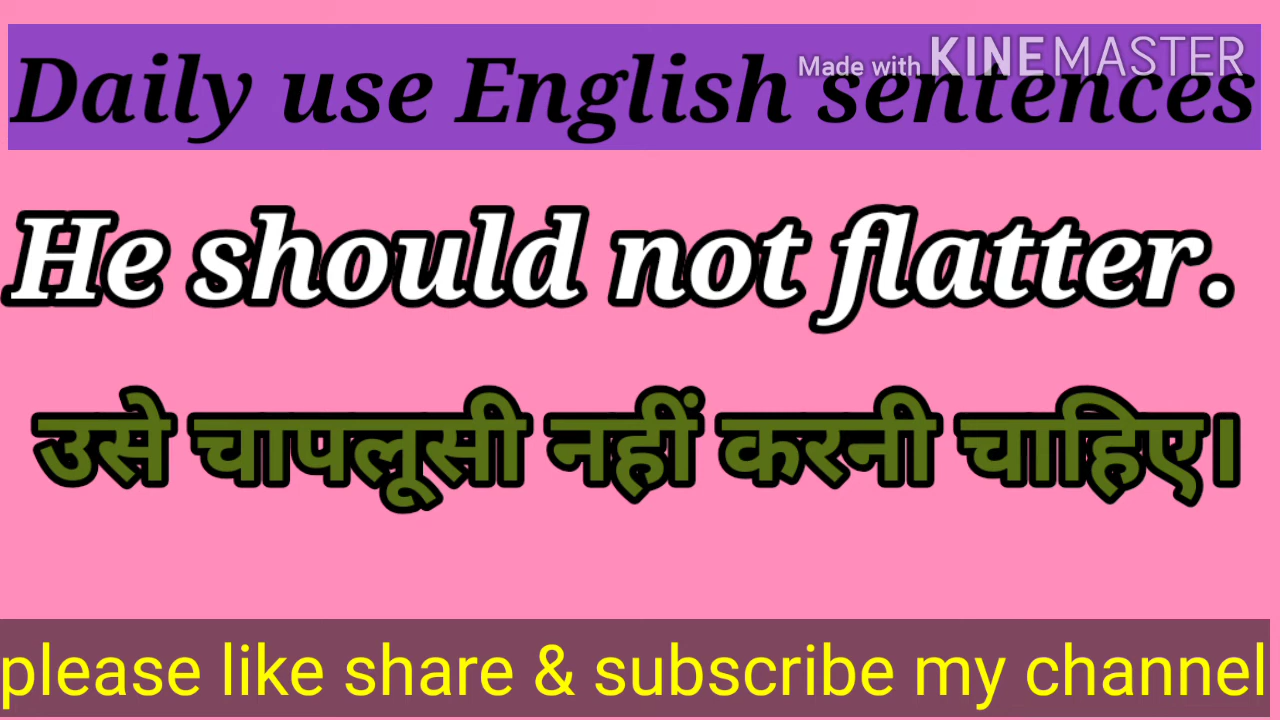 Made with KINEMASTER
Daily use English sentences
He should not flatter.
उसे चापलूसी नहीं करनी चाहिए।
please like share & subscribe my channel